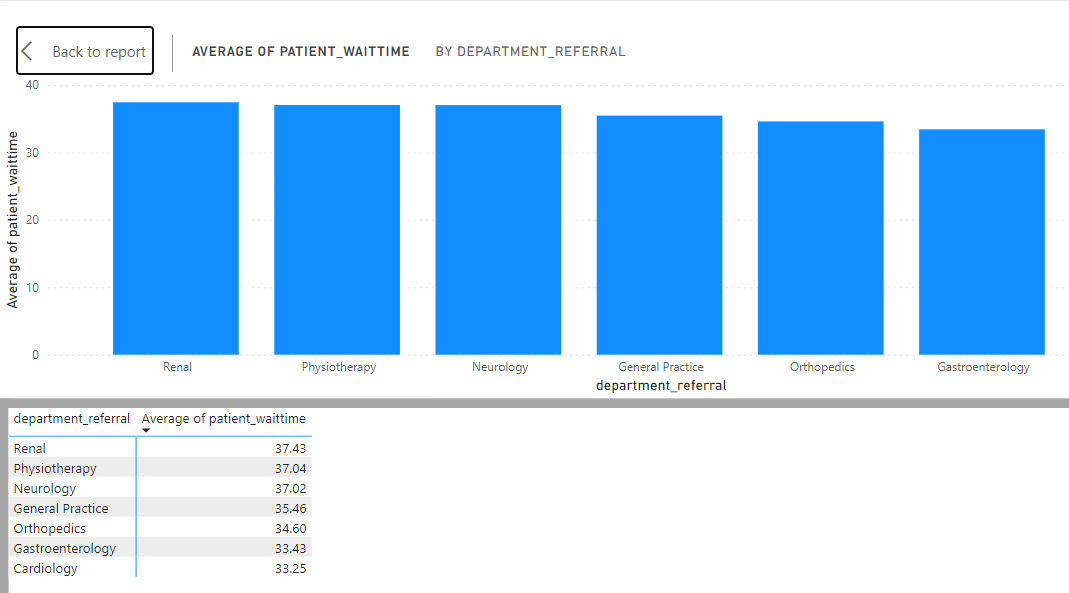 Back to report
AVERAGE OF PATIENT_WAITTIME BY DEPARTMENT_REFERRAL
Average of patient_waittime
40
30
20
10
0
Renal Physiotherapy Neurology General Practice Orthopedics Gastroenterology
department_referral
department_referral Average of patient_waittime
Renal 37.43
Physiotherapy 37.04
Neurology 37.02
General Practice 35.46
Orthopedics 34.60
Gastroenterology 33.43
Cardiology 33.25